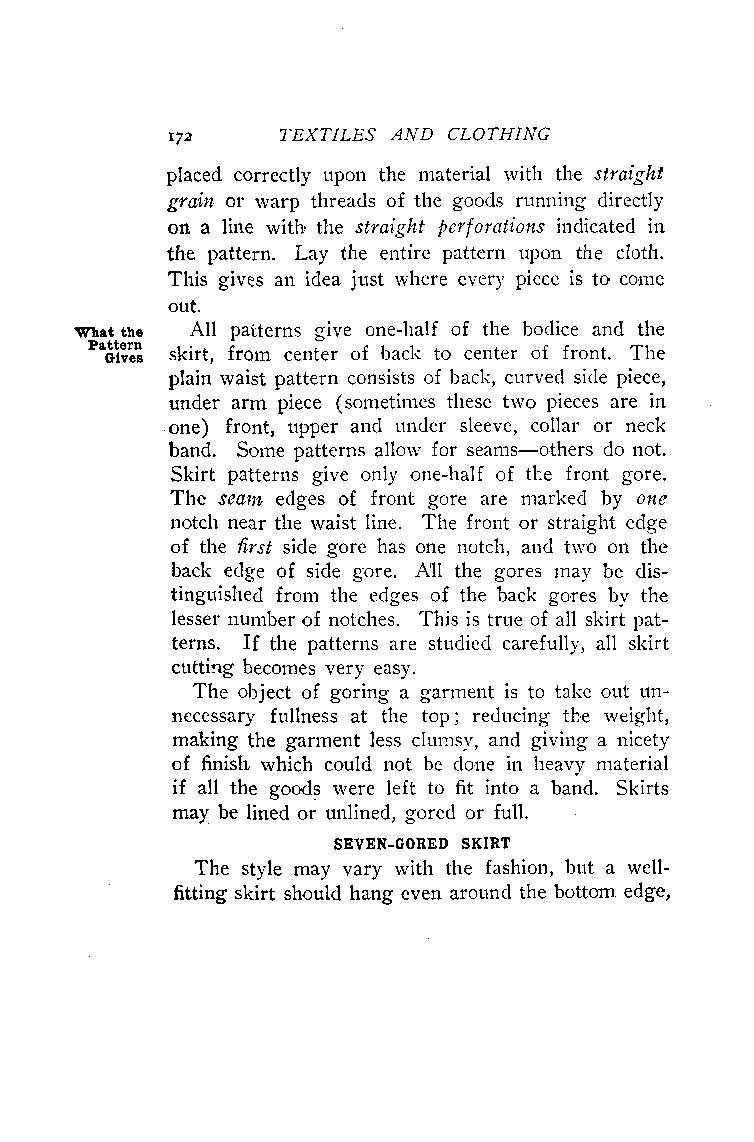 172 TEXTILES AND CLOTHING
placed correctly upon the material with the straight
grain or warp threads of the goods running directly
on a line with the straight perforations indicated in
the pattern. Lay the entire pattern upon the cloth.
This gives an idea just where every piece is to come
out.
What the
Pattern
Gives
All patterns give one-half of the bodice and the
skirt, from center of back to center of front. The
plain waist pattern consists of back, curved side piece,
under arm piece (sometimes these two pieces are in
one) front, upper and under sleeve, collar or neck
band. Some patterns allow for seams—others do not.
Skirt patterns give only one-half of the front gore.
The seam edges of front gore are marked by one
notch near the waist line. The front or straight edge
of the first side gore has one notch, and two on the
back edge of side gore. All the gores may be dis-
tinguished from the edges of the back gores by the
lesser number of notches. This is true of all skirt pat-
terns. If the patterns are studied carefully, all skirt
cutting becomes very easy.
The object of goring a garment is to take out un-
necessary fullness at the top; reducing the weight,
making the garment less clumsy, and giving a nicety
of finish which could not be done in heavy material
if all the goods were left to fit into a band. Skirts
may be lined or unlined, gored or full.
SEVEN-GORED SKIRT
The style may vary with the fashion, but a well-
fitting skirt should hang even around the bottom edge,